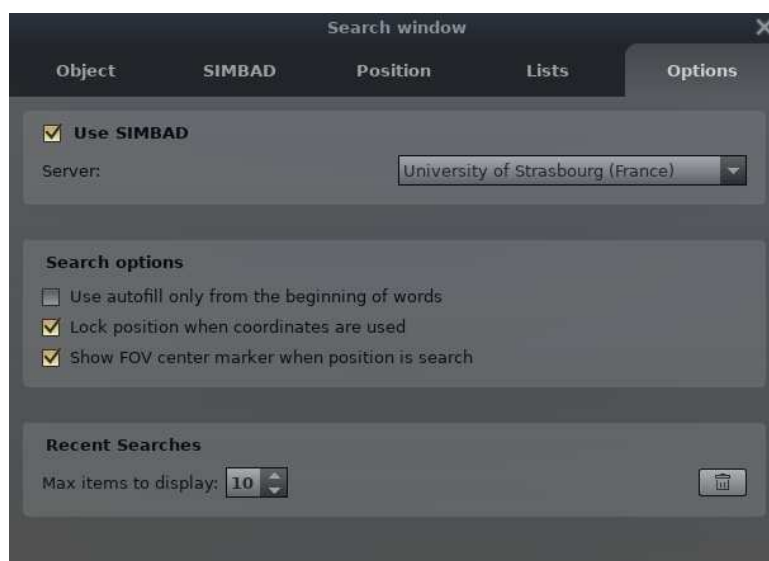 Search window
Object SIMBAD Position Lists Options
Use SIMBAD
Server: University of Strasbourg (France)
Search options
Use autofill only from the beginning of words
Lock position when coordinates are used
Show FOV center marker when position is search
Recent Searches
Max items to display: 10